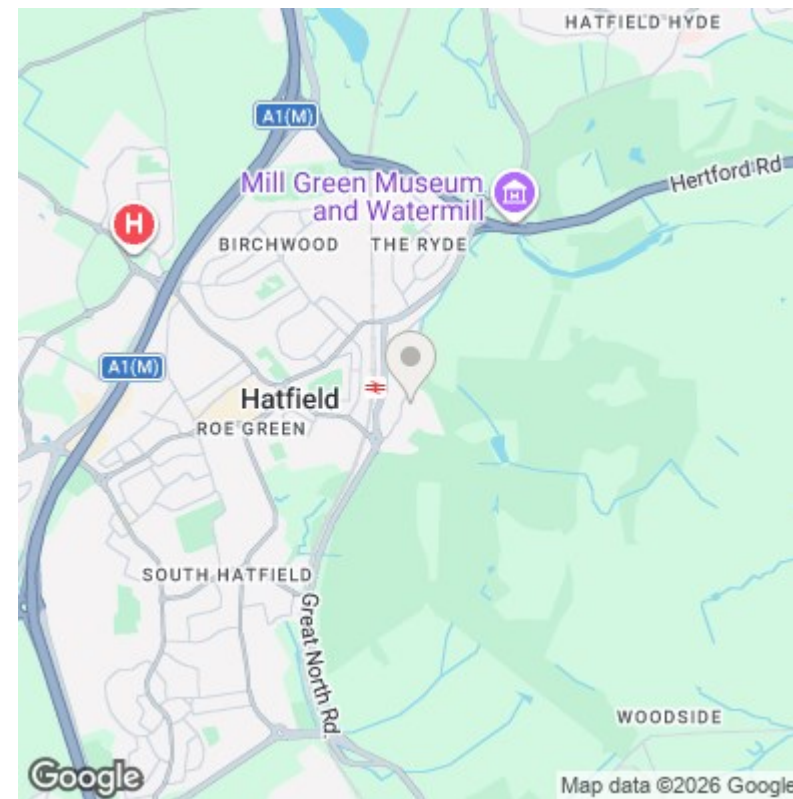 HATFIELD HYDE
A1(M)
Mill Green Museum
and Watermill
H
Hertford Rd
BIRCHWOOD
THE RYDE
A1(M)
Hatfield
ROE GREEN
SOUTH HATFIELD
Great North Rd.
WOODSIDE
Google
Map data ©2026 Google